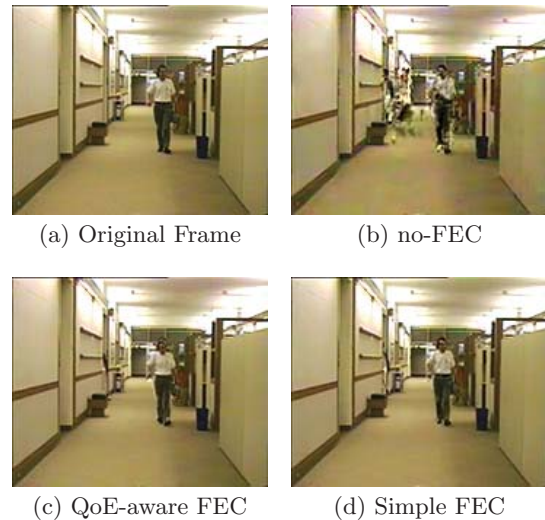 (a) Original Frame
(b) no-FEC
(c) QoE-aware FEC
(d) Simple FEC